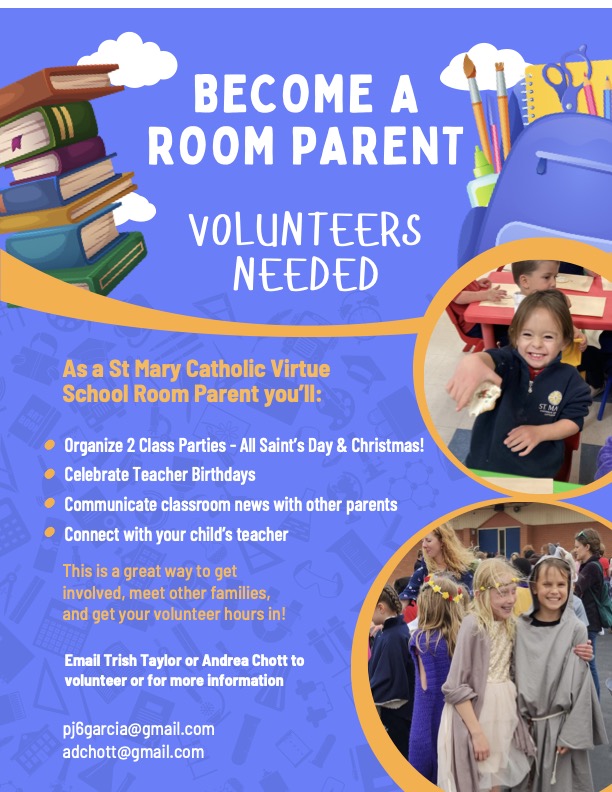 BECOME A
ROOM PARENT
VOLUNTEERS
NEEDED
As a St Mary Catholic Virtue
School Room Parent you'll:
Organize 2 Class Parties - All Saint's Day & Christmas!
Celebrate Teacher Birthdays
Communicate classroom news with other parents
Connect with your child's teacher
This is a great way to get
involved, meet other families,
and get your volunteer hours in!
Email Trish Taylor or Andrea Chott to
volunteer or for more information
pj6garcia@gmail.com
adchott@gmail.com